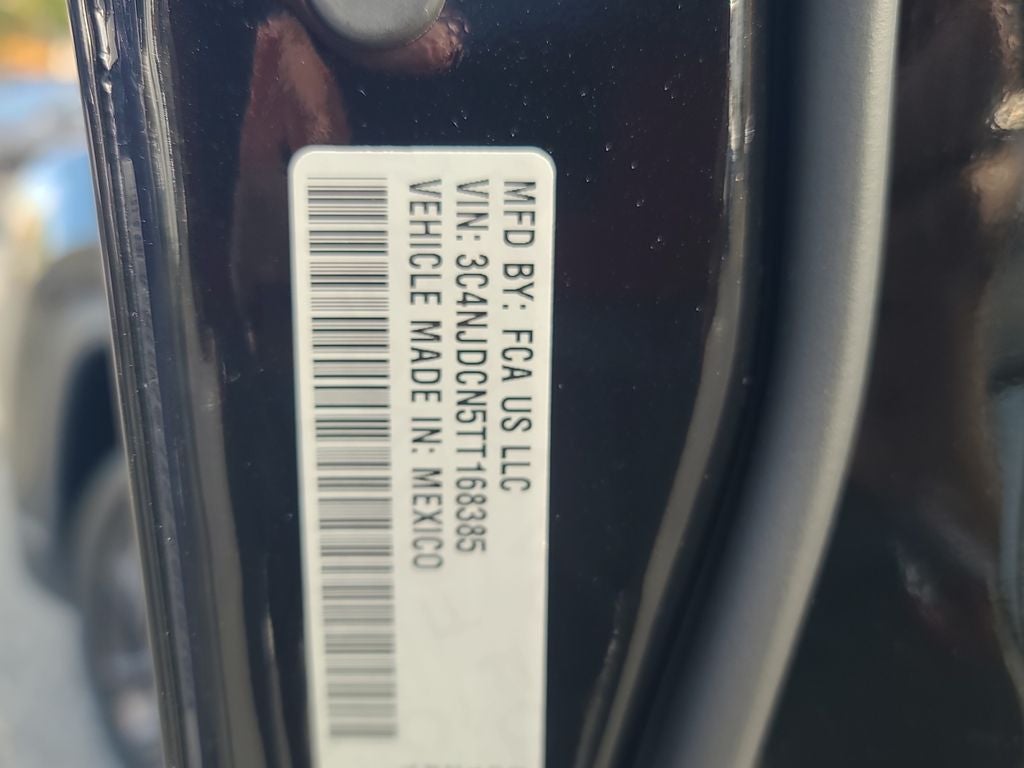 MFD BY: FCA US LLC
VIN: 3C4NJDCN5TT168385
VEHICLE MADE IN: MEXICO